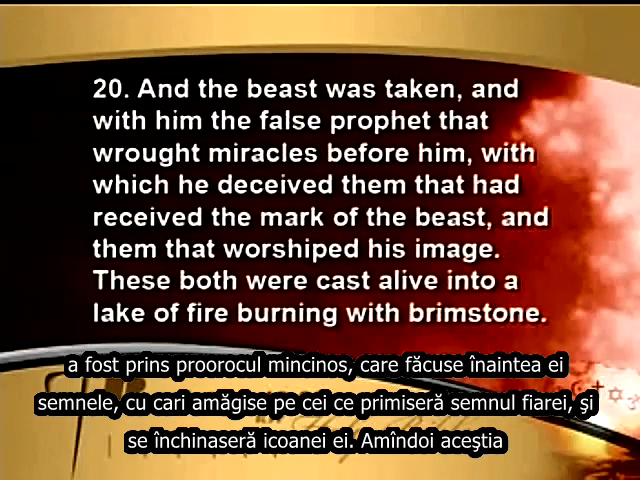 20. And the beast was taken, and
with him the false prophet that
wrought miracles before him, with
which he deceived them that had
received the mark of the beast, and
them that worshiped his image.
These both were cast alive into a
lake of fire burning with brimstone.
a fost prins proorocul mincinos, care făcuse înaintea ei
semnele, cu cari amăgise pe cei ce primiseră semnul fiarei, şi
se închinaseră icoanei ei. Amîndoi aceştia